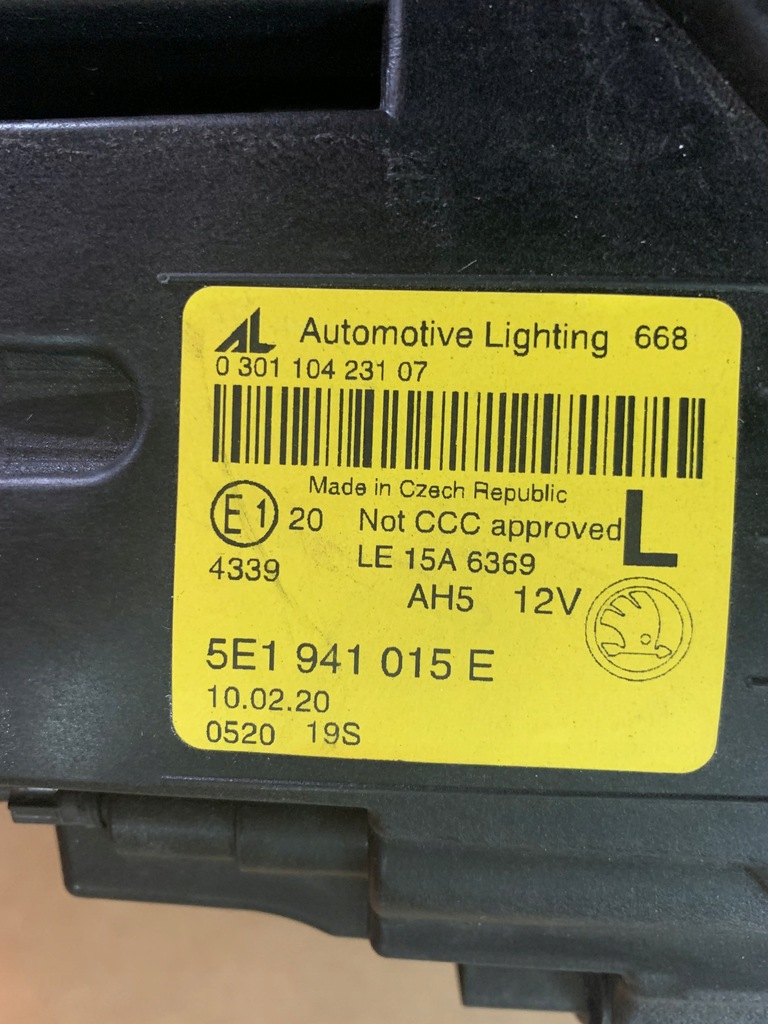 AL Automotive Lighting 668
0 301 104 231 07
Made in Czech Republic
E1 20 Not CCC approved L
4339 LE 15A 6369
AH5 12V
5E1 941 015 E
10.02.20
0520 19S